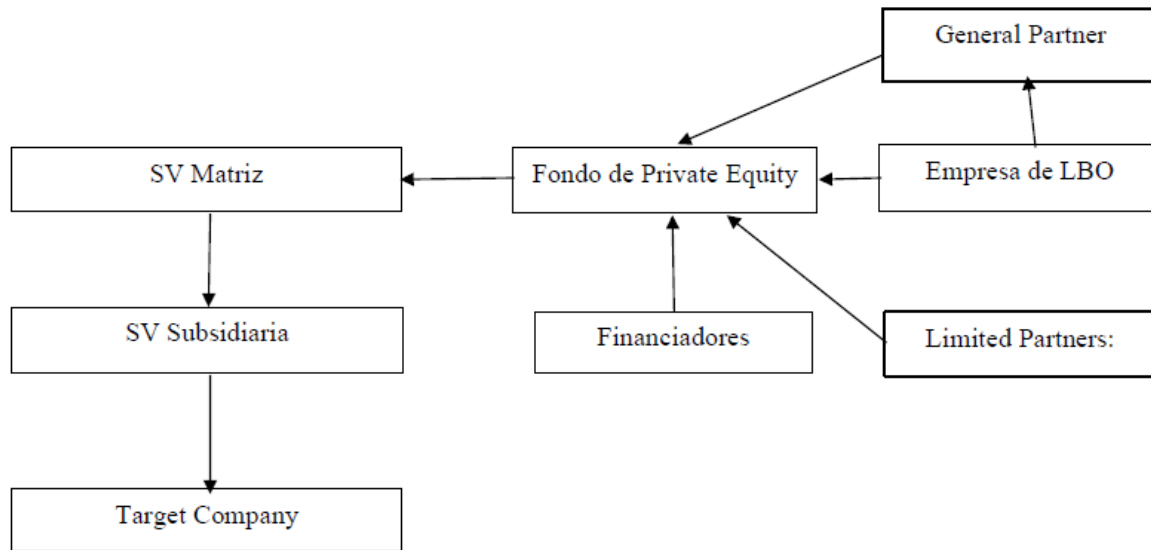 General Partner
SV Matriz
Fondo de Private Equity
Empresa de LBO
SV Subsidiaria
Financiadores
Limited Partners:
Target Company